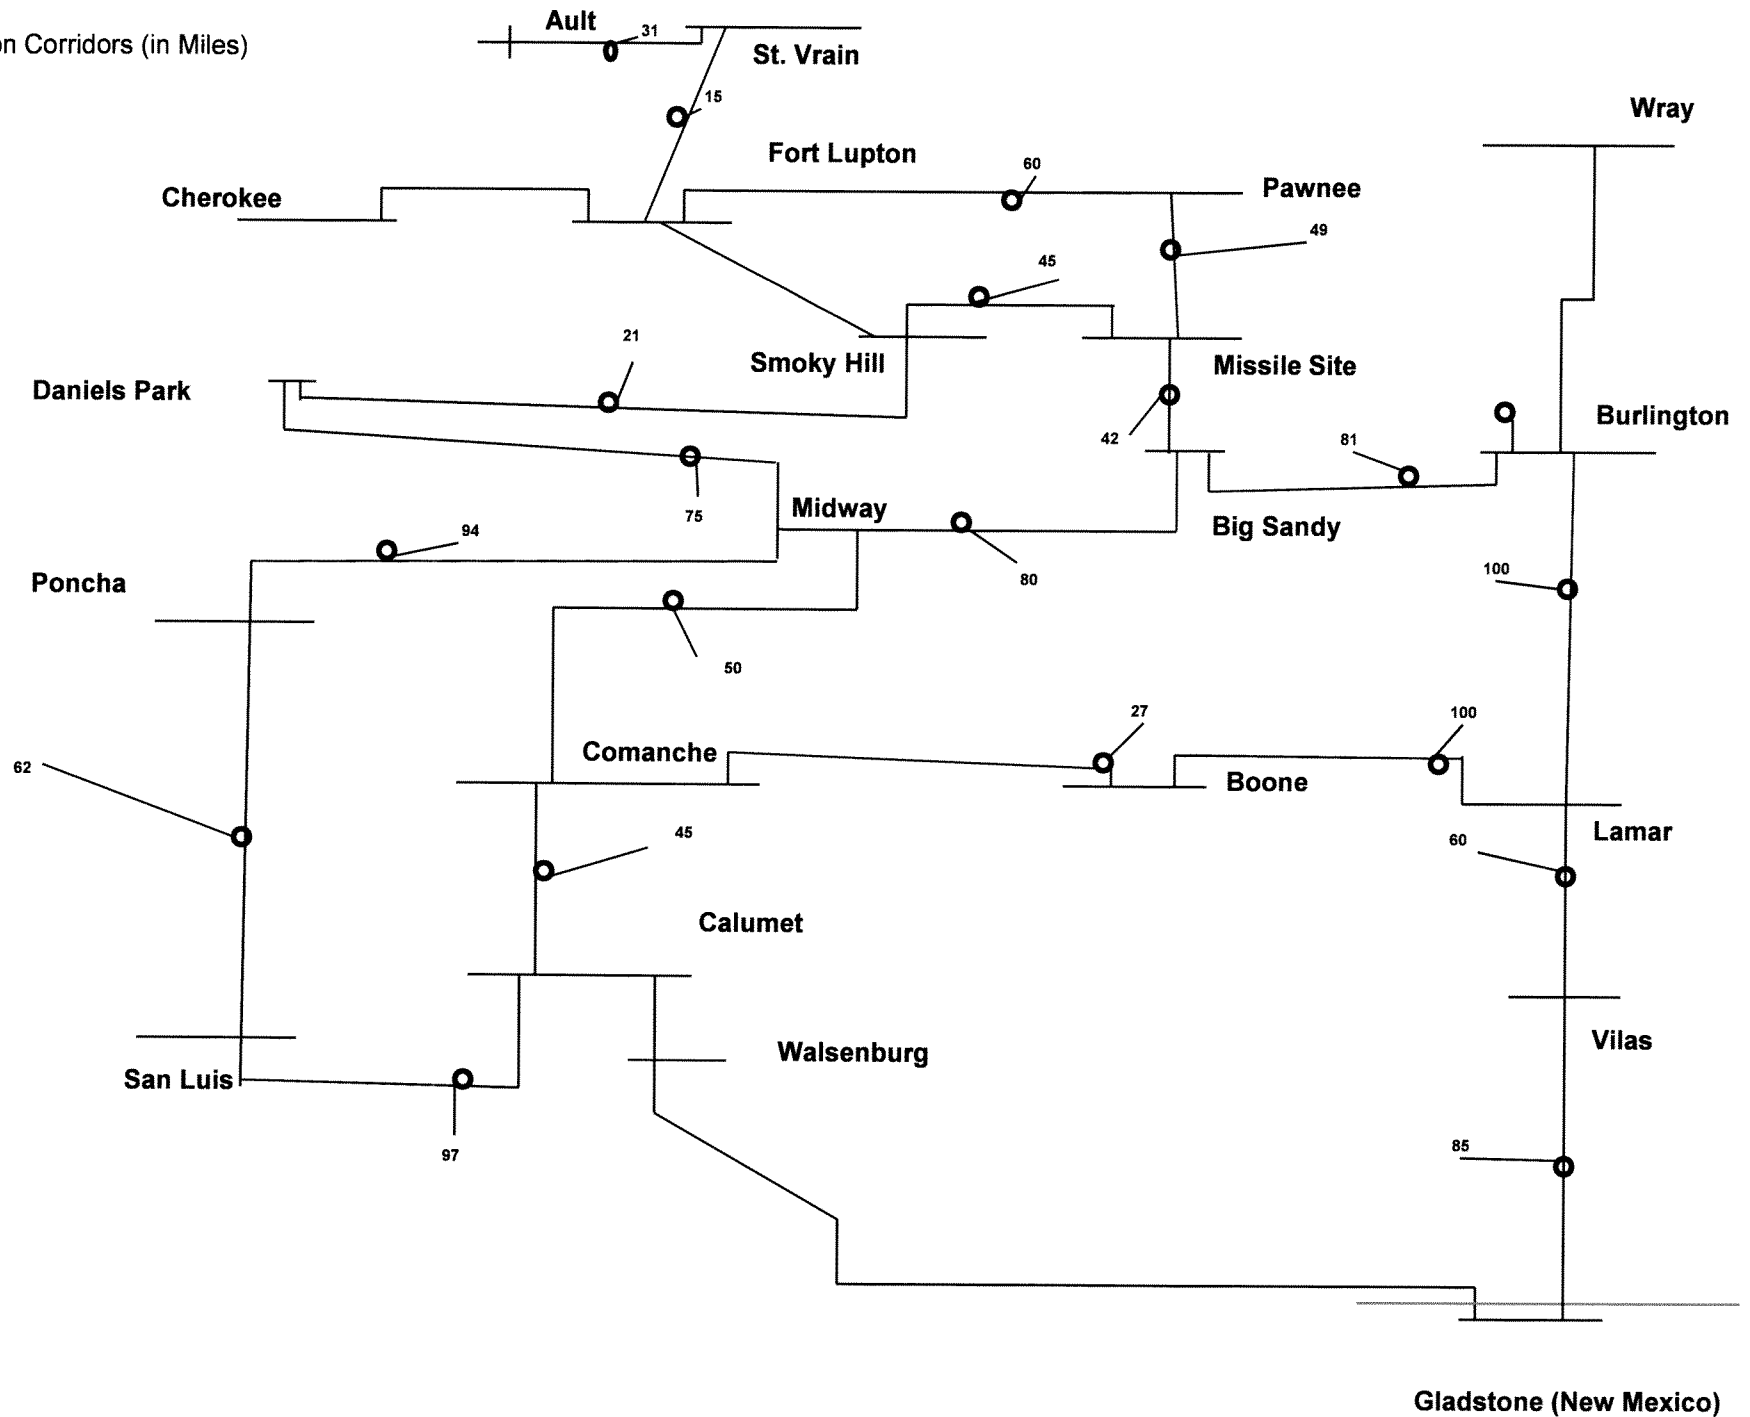 Ault
31
on Corridors (in Miles)
St. Vrain
15
Wray
Fort Lupton
60
Cherokee
Pawnee
49
45
21
Smoky Hill
Missile Site
Daniels Park
Burlington
42
81
75
Midway
Big Sandy
94
80
100
Poncha
50
27
100
Comanche
Boone
62
45
Lamar
60
Calumet
Vilas
Walsenburg
San Luis
97
85
Gladstone (New Mexico)